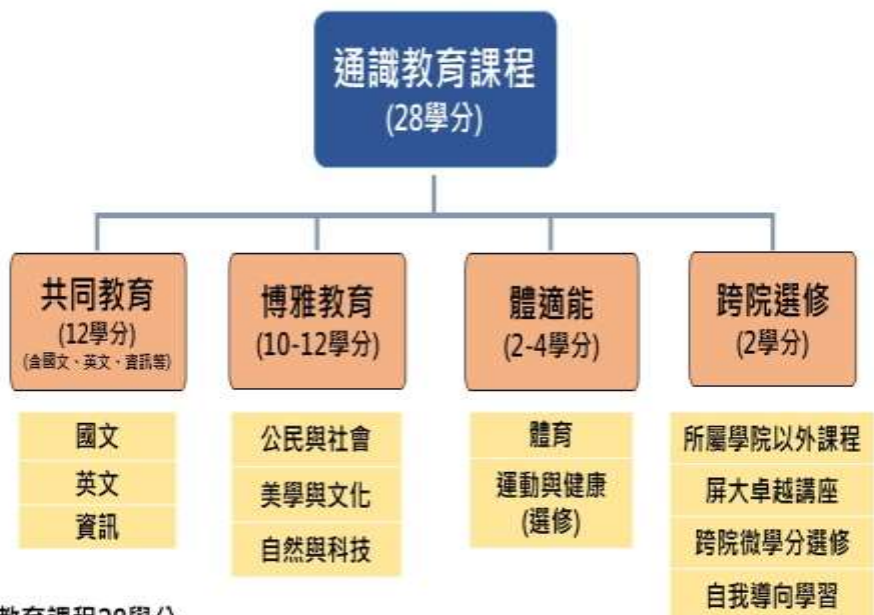 通識教育課程
(28學分)
共同教育
(12學分)
(含國文、英文、資訊等)
國文
英文
資訊
博雅教育
(10-12學分)
公民與社會
美學與文化
自然與科技
體適能
(2-4學分)
體育
運動與健康
(選修)
跨院選修
(2學分)
所屬學院以外課程
屏大卓越講座
跨院微學分選修
自我導向學習